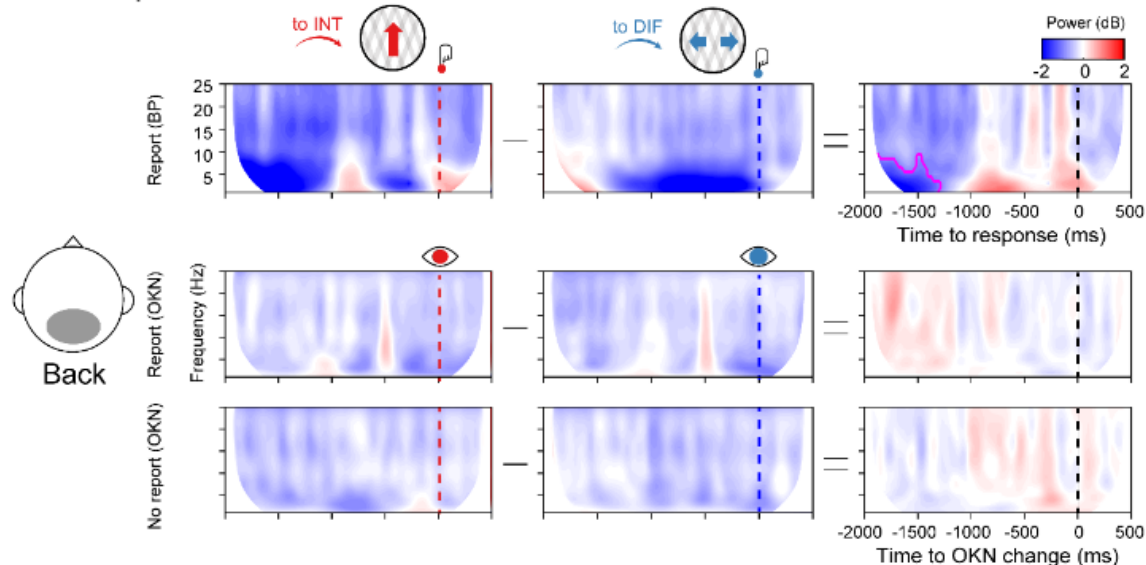 to INT
to DIF
Power (dB)
-2 0 2
Report (BP)
25
20
15
10
5
-2000 -1500 -1000 -500 0 500
Time to response (ms)
Back
Report (OKN)
Frequency (Hz)
No report (OKN)
-2000 -1500 -1000 -500 0 500
Time to OKN change (ms)